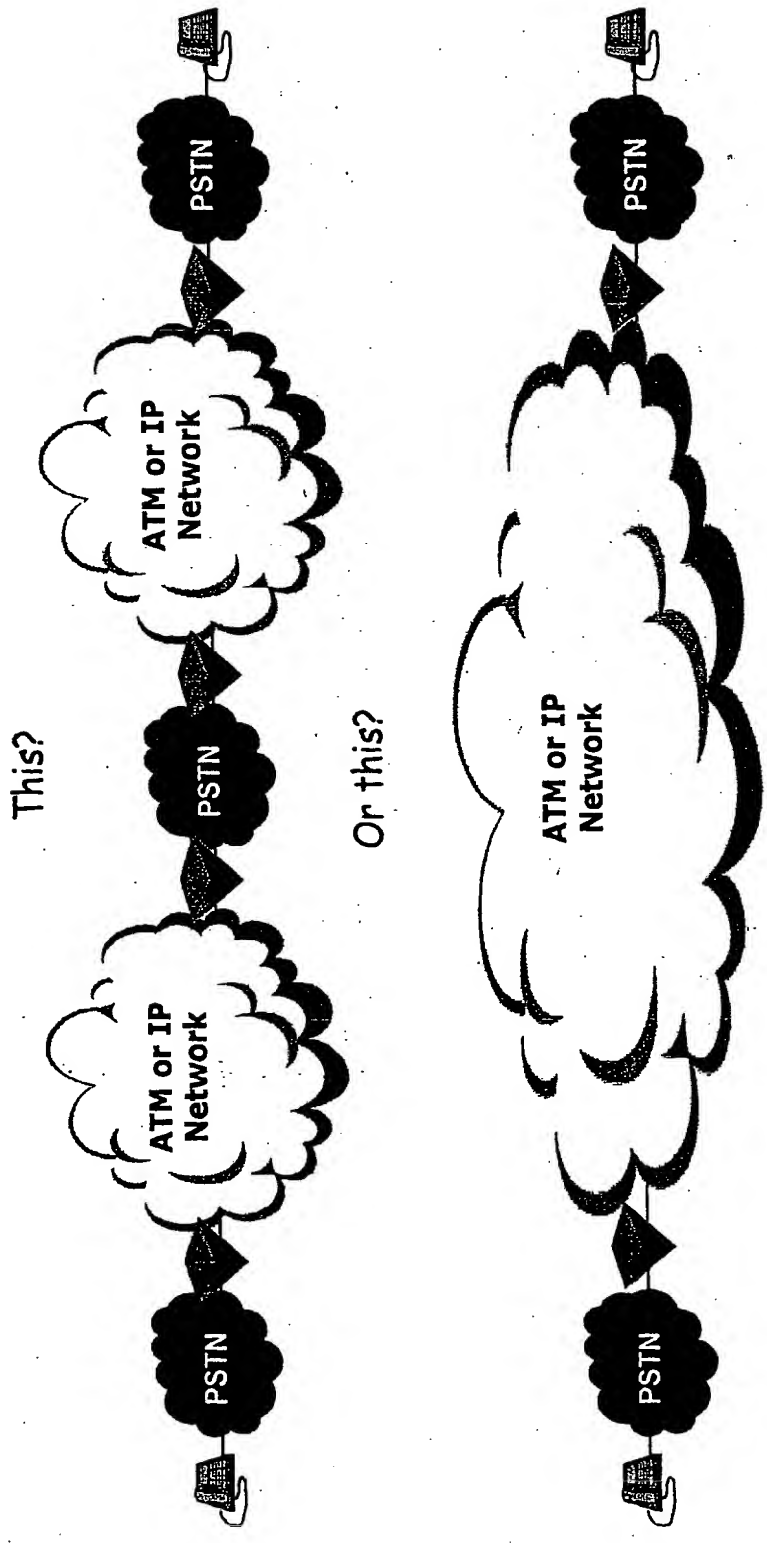 This?
PSTN
ATM or IP
Network
PSTN
ATM or IP
Network
PSTN
Or this?
PSTN
ATM or IP
Network
PSTN